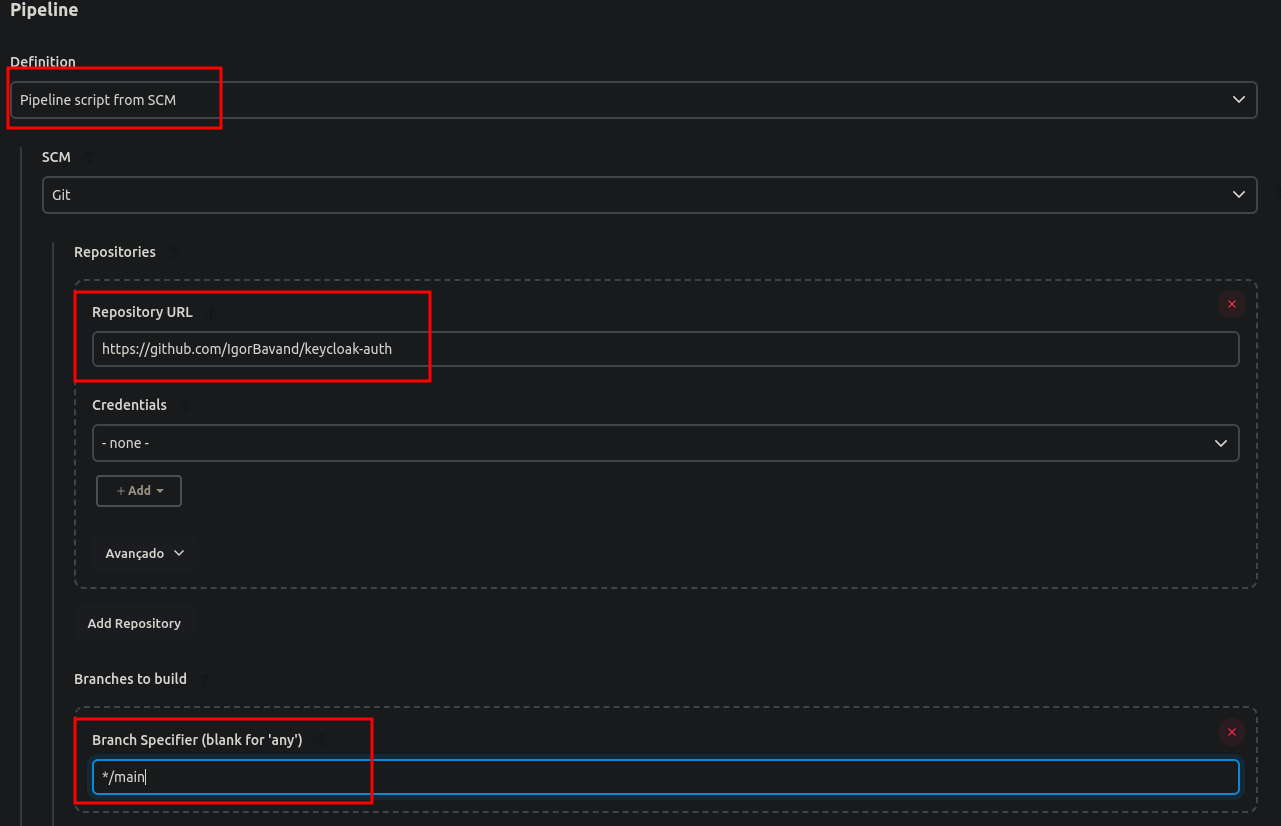 Pipeline
Definition
Pipeline script from SCM
SCM ?
Git
Repositories ?
Repository URL ?
https://github.com/IgorBavand/keycloak-auth
Credentials ?
- none -
+ Add
Avançado
Add Repository
Branches to build ?
Branch Specifier (blank for 'any') ?
*/main